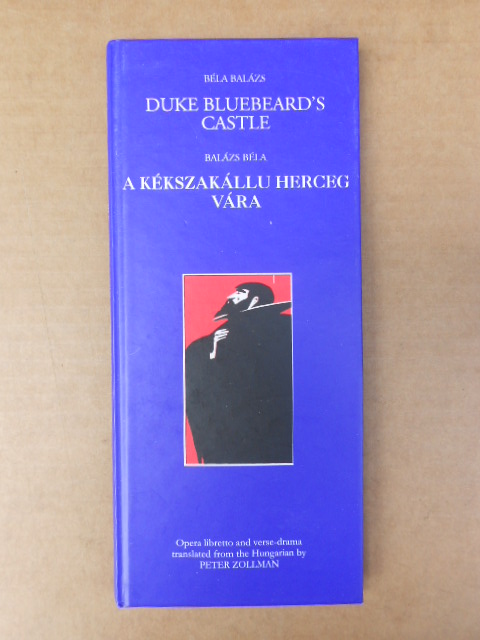 BÉLA BALÁZS
DUKE BLUEBEARD'S
CASTLE
BALÁZS BÉLA
A KÉKSZAKÁLLU HERCEG
VÁRA
Opera libretto and verse-drama
translated from the Hungarian by
PETER ZOLLMAN